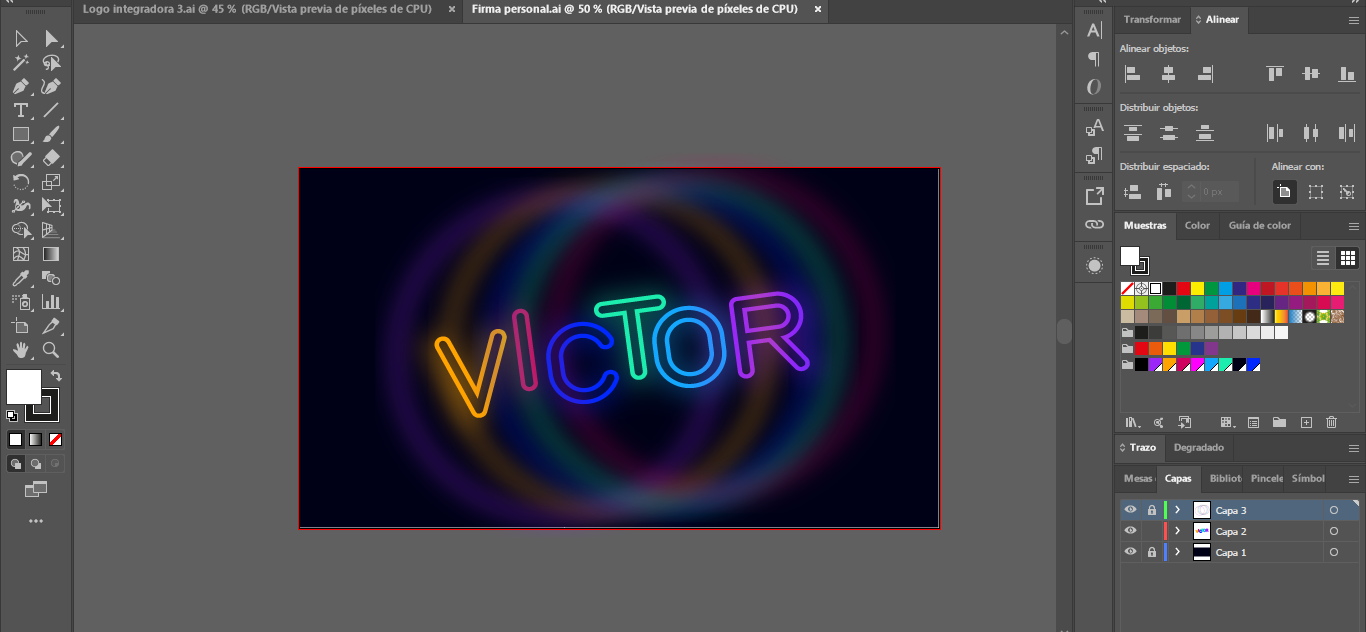 Logo integradora 3.ai @ 45 % (RGB/Vista previa de píxeles de CPU) ×
Firma personal.ai @ 50 % (RGB/Vista previa de píxeles de CPU) ×
Transformar
Alinear
Alinear objetos:
Distribuir objetos:
Distribuir espaciado:
Alinear con:
0 px
Muestras
Color
Guía de color
VICTOR
Trazo
Degradado
Mesas
Capas
Bibliot
Pincele
Símbol
Capa 3
Capa 2
Capa 1